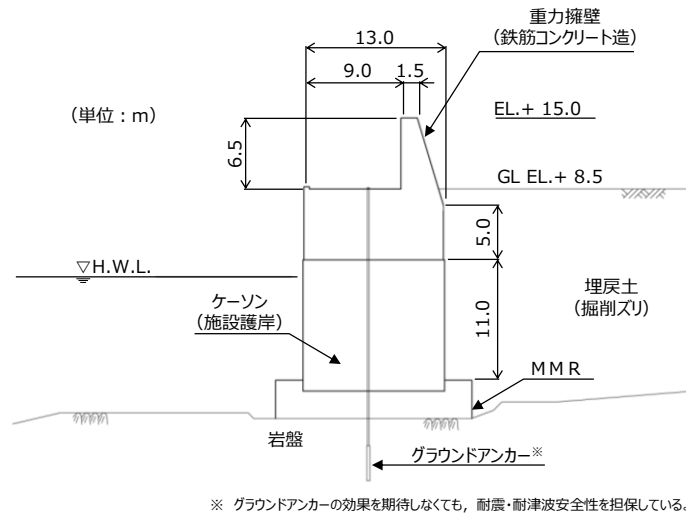 重力擁壁
（鉄筋コンクリート造）
13.0
9.0
1.5
（単位：m）
EL.+ 15.0
6.5
GL EL.+ 8.5
5.0
▽H.W.L.
埋戻土
（掘削ズリ）
ケーソン
（施設護岸）
11.0
ＭＭＲ
岩盤
グラウンドアンカー※
※ グラウンドアンカーの効果を期待しなくても，耐震・耐津波安全性を担保している。